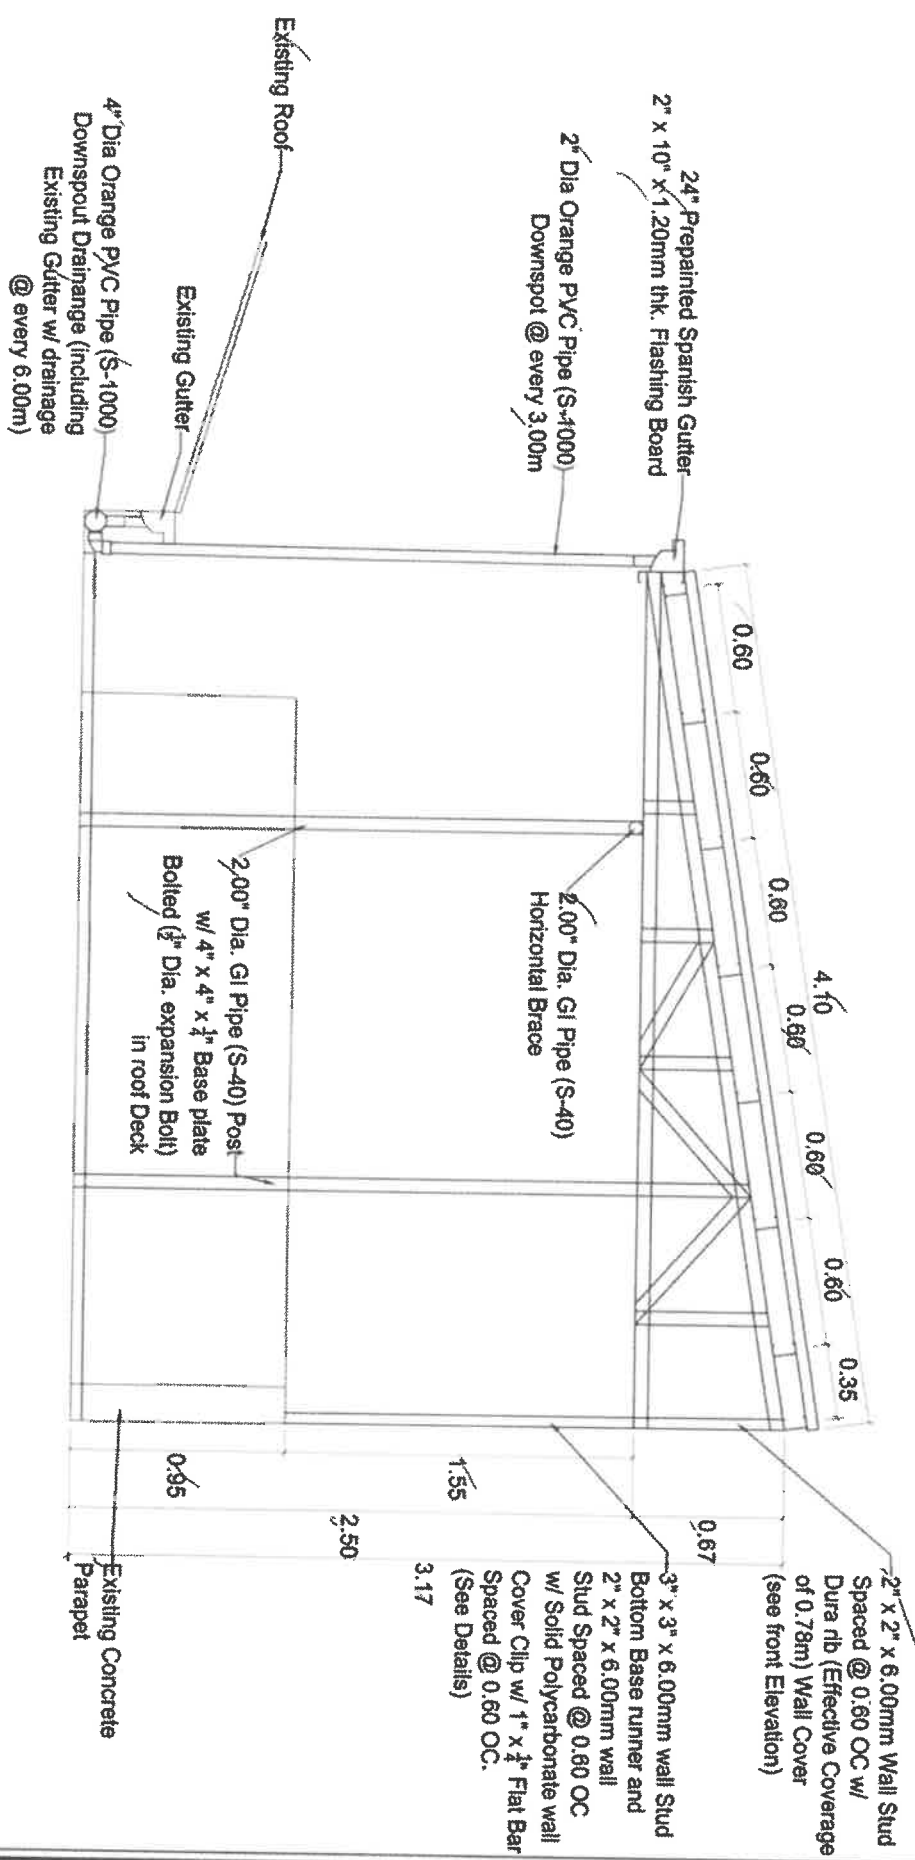 24" Prepainted Spanish Gutter
2" x 10" x 1.20mm thk. Flashing Board
2" Dia Orange PVC Pipe (S-1000)
Downspot @ every 3.00m
Existing Roof
Existing Gutter
4" Dia Orange PVC Pipe (S-1000)
Downspout Drainange (including
Existing Gutter w/ drainage
@ every 6.00m)
0.60
0.60
0.60
4.10
0.60
0.60
0.60
0.35
2.00" Dia. GI Pipe (S-40)
Horizontal Brace
2.00" Dia. GI Pipe (S-40) Post
w/ 4" x 4" x 1/4" Base plate
Bolted (1/2" Dia. expansion Bolt)
in roof Deck
0.67
1.55
0.95
2.50
3.17
2" x 2" x 6.00mm Wall Stud
Spaced @ 0.60 OC w/
Dura rib (Effective Coverage
of 0.78m) Wall Cover
(see front Elevation)
3" x 3" x 6.00mm wall Stud
Bottom Base runner and
2" x 2" x 6.00mm wall
Stud Spaced @ 0.60 OC
w/ Solid Polycarbonate wall
Cover Clip w/ 1" x 1/4" Flat Bar
Spaced @ 0.60 OC.
(See Details)
Existing Concrete
Parapet